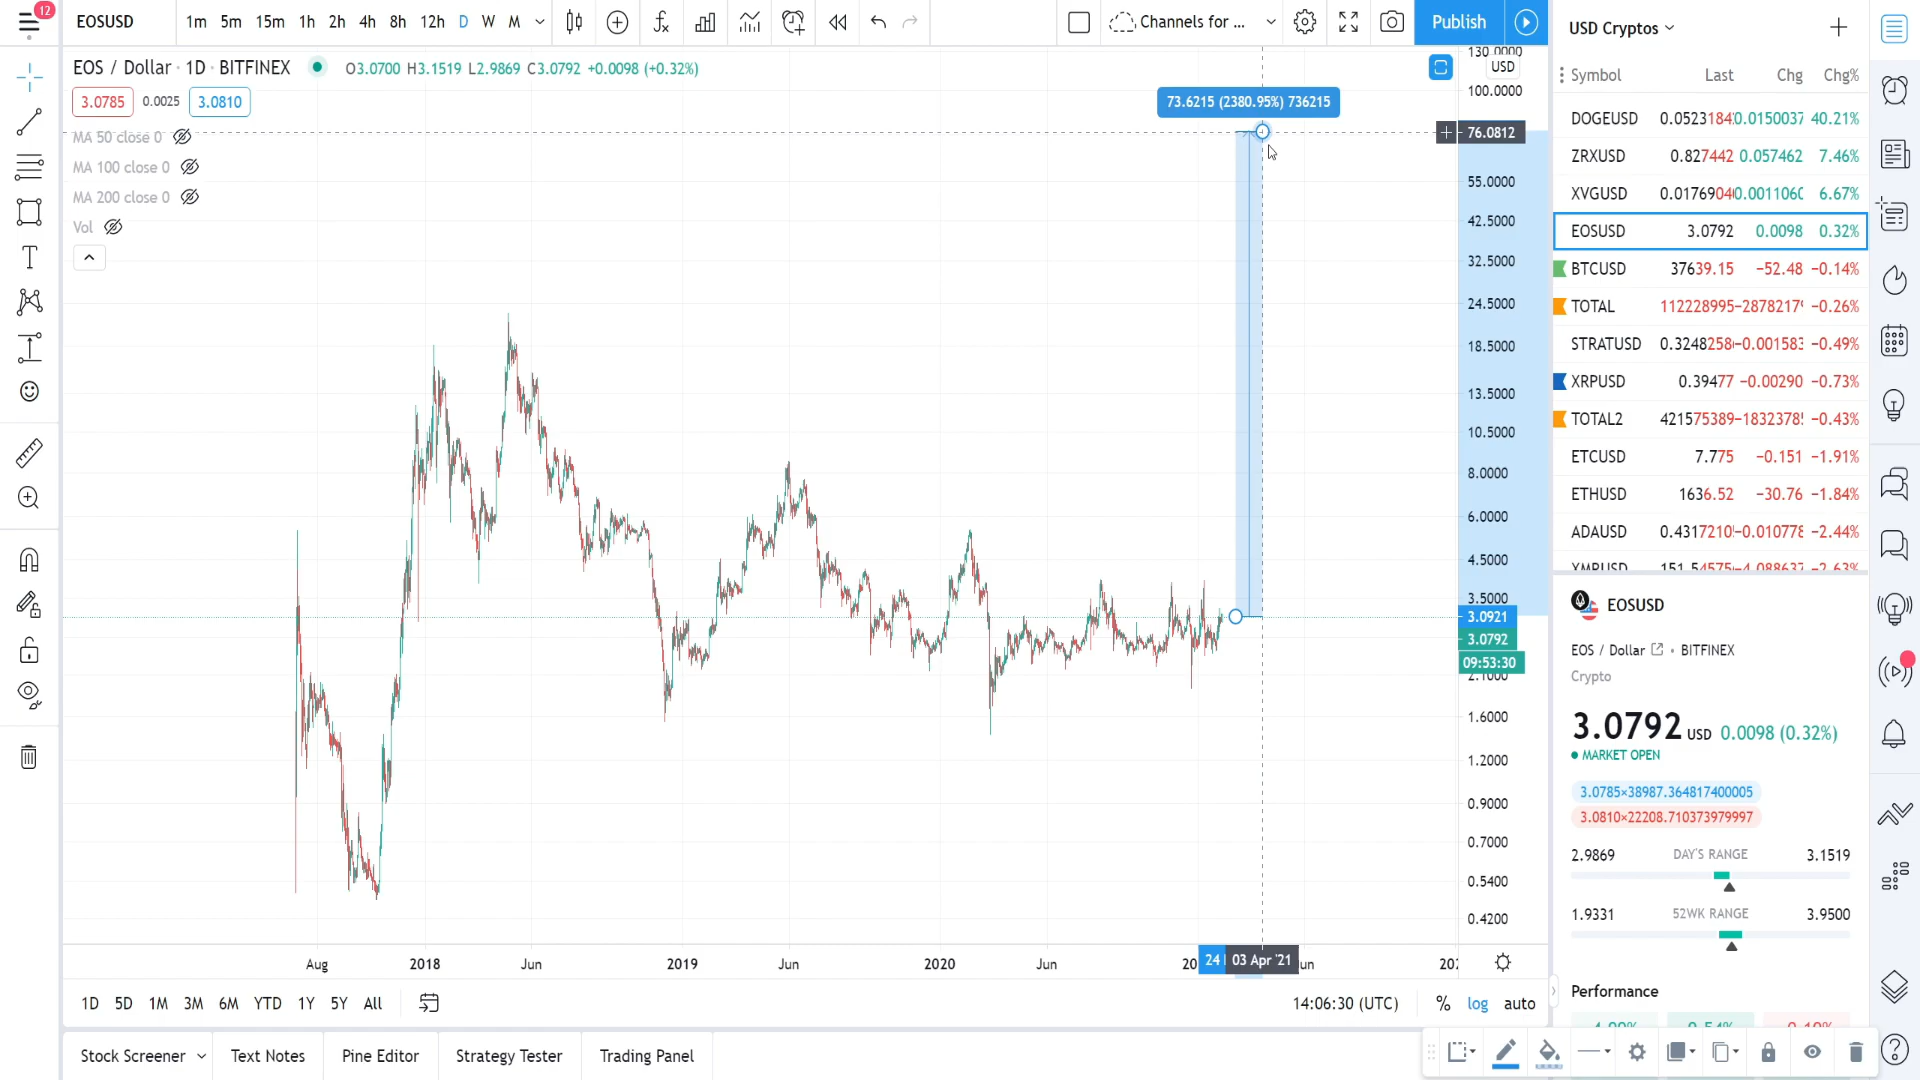 12
EOSUSD
1m 5m 15m 1h 2h 4h 8h 12h D W M
Channels for ...
Publish
EOS / Dollar · 1D · BITFINEX
O3.0700 H3.1519 L2.9869 C3.0792 +0.0098 (+0.32%)
3.0785 0.0025 3.0810
MA 50 close 0
MA 100 close 0
MA 200 close 0
Vol
73.6215 (2380.95%) 736215
130.0000
USD
100.0000
76.0812
55.0000
42.5000
32.5000
24.5000
18.5000
13.5000
10.5000
8.0000
6.0000
4.5000
3.5000
3.0921
3.0792
09:53:30
2.1000
1.6000
1.2000
0.9000
0.7000
0.5400
0.4200
Aug 2018 Jun 2019 Jun 2020 Jun 24 03 Apr '21
1D 5D 1M 3M 6M YTD 1Y 5Y All
14:06:30 (UTC) % log auto
Stock Screener Text Notes Pine Editor Strategy Tester Trading Panel
USD Cryptos
Symbol Last Chg Chg%
DOGEUSD 40.21%
ZRXUSD 0.827442 0.057462 7.46%
XVGUSD 6.67%
EOSUSD 3.0792 0.0098 0.32%
BTCUSD 37639.15 −52.48 −0.14%
TOTAL −0.26%
STRATUSD −0.49%
XRPUSD 0.39477 −0.00290 −0.73%
TOTAL2 −0.43%
ETCUSD 7.775 −0.151 −1.91%
ETHUSD 1636.52 −30.76 −1.84%
ADAUSD −2.44%
EOSUSD
EOS / Dollar • BITFINEX
Crypto
3.0792 USD 0.0098 (0.32%)
MARKET OPEN
3.0785×38987.364817400005
3.0810×22208.710373979997
2.9869 DAY'S RANGE 3.1519
1.9331 52WK RANGE 3.9500
Performance